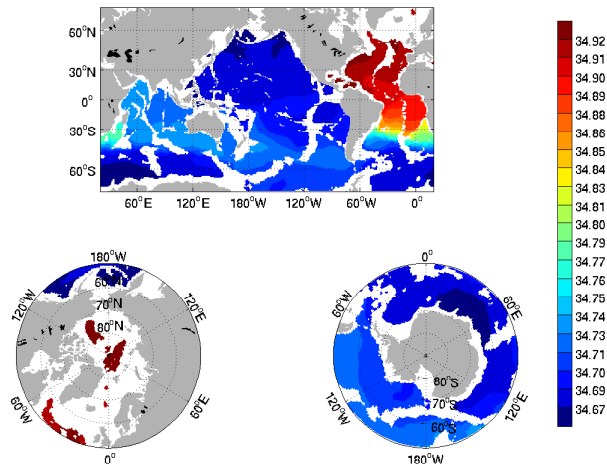 60°N
30°N
0°
30°S
60°S
60°E
120°E
180°W
120°W
60°W
0°
34.92
34.91
34.90
34.89
34.88
34.86
34.85
34.84
34.83
34.81
34.80
34.79
34.77
34.75
34.74
34.73
34.71
34.70
34.69
34.67
180°W
120°W
120°E
60°N
70°N
80°N
60°W
60°E
0°
0°
60°W
60°E
80°S
70°S
60°S
120°W
120°E
180°W